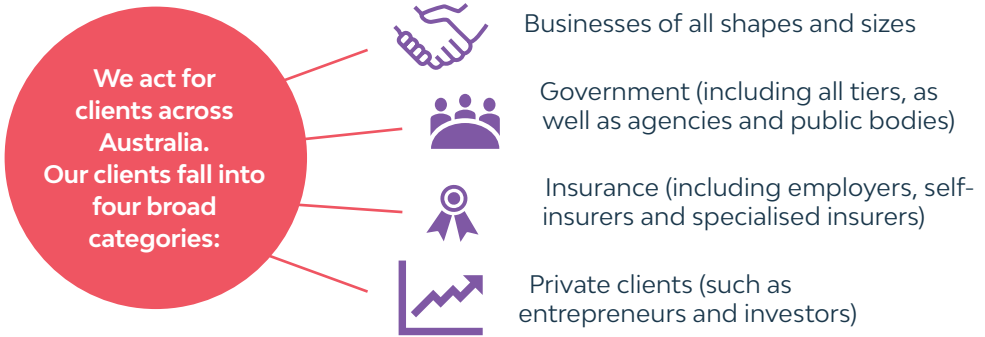 We act for
clients across
Australia.
Our clients fall into
four broad
categories:
Businesses of all shapes and sizes
Government (including all tiers, as
well as agencies and public bodies)
Insurance (including employers, self-
insurers and specialised insurers)
Private clients (such as
entrepreneurs and investors)